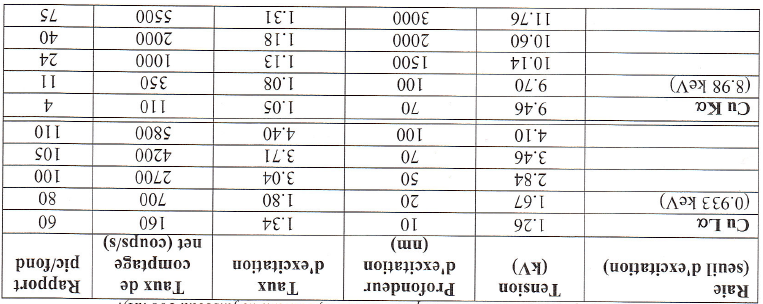 Raie (seuil d'excitation) Tension (kV) Profondeur d'excitation (nm) Taux d'excitation Taux de comptage net (coups/s) Rapport pic/fond
Cu Lα 1.26 10 1.34 160 60
(0.933 keV) 1.67 20 1.80 700 80
2.84 50 3.04 2700 100
3.46 70 3.71 4200 105
4.10 100 4.40 5800 110
Cu Kα 9.46 70 1.05 110 4
(8.98 keV) 9.70 100 1.08 350 11
10.14 1500 1.13 1000 24
10.60 2000 1.18 2000 40
11.76 3000 1.31 5500 75